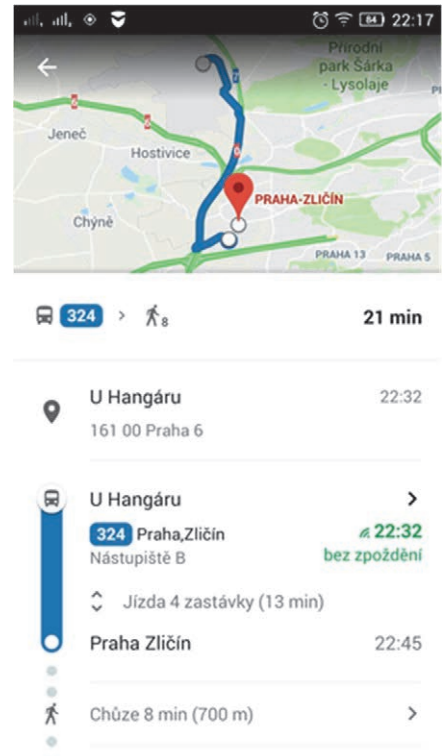 84 22:17
Přírodní
park Šárka
- Lysolaje
Jeneč
Hostivice
PRAHA-ZLIČÍN
Chýně
PRAHA 13 PRAHA 5
324 > 8 21 min
U Hangáru 22:32
161 00 Praha 6
U Hangáru >
324 Praha,Zličín 22:32
Nástupiště B bez zpoždění
Jízda 4 zastávky (13 min)
Praha Zličín 22:45
Chůze 8 min (700 m) >